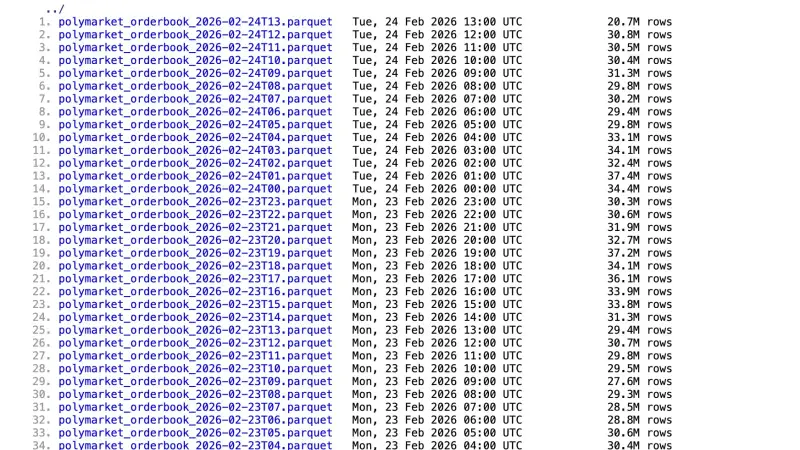 ../
1. polymarket_orderbook_2026-02-24T13.parquet Tue, 24 Feb 2026 13:00 UTC 20.7M rows
2. polymarket_orderbook_2026-02-24T12.parquet Tue, 24 Feb 2026 12:00 UTC 30.8M rows
3. polymarket_orderbook_2026-02-24T11.parquet Tue, 24 Feb 2026 11:00 UTC 30.5M rows
4. polymarket_orderbook_2026-02-24T10.parquet Tue, 24 Feb 2026 10:00 UTC 30.4M rows
5. polymarket_orderbook_2026-02-24T09.parquet Tue, 24 Feb 2026 09:00 UTC 31.3M rows
6. polymarket_orderbook_2026-02-24T08.parquet Tue, 24 Feb 2026 08:00 UTC 29.8M rows
7. polymarket_orderbook_2026-02-24T07.parquet Tue, 24 Feb 2026 07:00 UTC 30.2M rows
8. polymarket_orderbook_2026-02-24T06.parquet Tue, 24 Feb 2026 06:00 UTC 29.4M rows
9. polymarket_orderbook_2026-02-24T05.parquet Tue, 24 Feb 2026 05:00 UTC 29.8M rows
10. polymarket_orderbook_2026-02-24T04.parquet Tue, 24 Feb 2026 04:00 UTC 33.1M rows
11. polymarket_orderbook_2026-02-24T03.parquet Tue, 24 Feb 2026 03:00 UTC 34.1M rows
12. polymarket_orderbook_2026-02-24T02.parquet Tue, 24 Feb 2026 02:00 UTC 32.4M rows
13. polymarket_orderbook_2026-02-24T01.parquet Tue, 24 Feb 2026 01:00 UTC 37.4M rows
14. polymarket_orderbook_2026-02-24T00.parquet Tue, 24 Feb 2026 00:00 UTC 34.4M rows
15. polymarket_orderbook_2026-02-23T23.parquet Mon, 23 Feb 2026 23:00 UTC 30.3M rows
16. polymarket_orderbook_2026-02-23T22.parquet Mon, 23 Feb 2026 22:00 UTC 30.6M rows
17. polymarket_orderbook_2026-02-23T21.parquet Mon, 23 Feb 2026 21:00 UTC 31.9M rows
18. polymarket_orderbook_2026-02-23T20.parquet Mon, 23 Feb 2026 20:00 UTC 32.7M rows
19. polymarket_orderbook_2026-02-23T19.parquet Mon, 23 Feb 2026 19:00 UTC 37.2M rows
20. polymarket_orderbook_2026-02-23T18.parquet Mon, 23 Feb 2026 18:00 UTC 34.1M rows
21. polymarket_orderbook_2026-02-23T17.parquet Mon, 23 Feb 2026 17:00 UTC 36.1M rows
22. polymarket_orderbook_2026-02-23T16.parquet Mon, 23 Feb 2026 16:00 UTC 33.9M rows
23. polymarket_orderbook_2026-02-23T15.parquet Mon, 23 Feb 2026 15:00 UTC 33.8M rows
24. polymarket_orderbook_2026-02-23T14.parquet Mon, 23 Feb 2026 14:00 UTC 31.3M rows
25. polymarket_orderbook_2026-02-23T13.parquet Mon, 23 Feb 2026 13:00 UTC 29.4M rows
26. polymarket_orderbook_2026-02-23T12.parquet Mon, 23 Feb 2026 12:00 UTC 30.7M rows
27. polymarket_orderbook_2026-02-23T11.parquet Mon, 23 Feb 2026 11:00 UTC 29.8M rows
28. polymarket_orderbook_2026-02-23T10.parquet Mon, 23 Feb 2026 10:00 UTC 29.5M rows
29. polymarket_orderbook_2026-02-23T09.parquet Mon, 23 Feb 2026 09:00 UTC 27.6M rows
30. polymarket_orderbook_2026-02-23T08.parquet Mon, 23 Feb 2026 08:00 UTC 29.3M rows
31. polymarket_orderbook_2026-02-23T07.parquet Mon, 23 Feb 2026 07:00 UTC 28.5M rows
32. polymarket_orderbook_2026-02-23T06.parquet Mon, 23 Feb 2026 06:00 UTC 28.8M rows
33. polymarket_orderbook_2026-02-23T05.parquet Mon, 23 Feb 2026 05:00 UTC 30.6M rows
34. polymarket_orderbook_2026-02-23T04.parquet Mon, 23 Feb 2026 04:00 UTC 30.4M rows